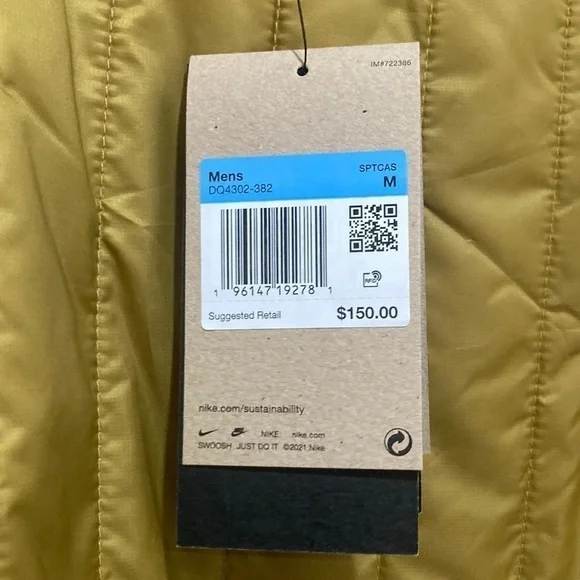 IM#722386
Mens SPTCAS
DQ4302-382 M
1 96147 19278 1
RFID
Suggested Retail $150.00
nike.com/sustainability
NIKE nike.com
SWOOSH JUST DO IT ©2021 Nike